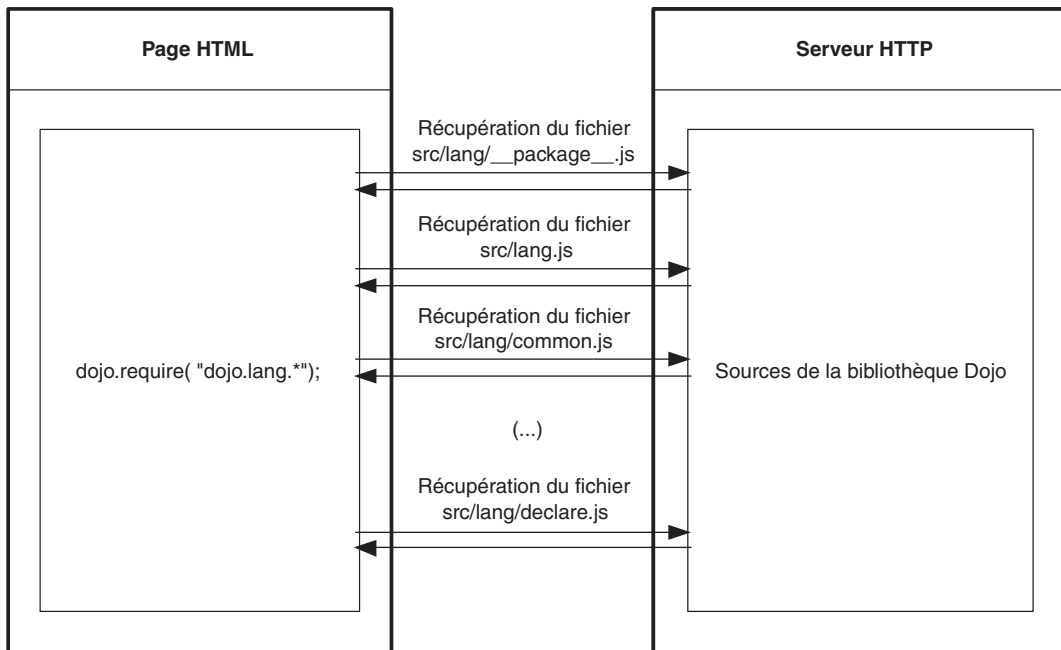 Page HTML
Serveur HTTP
Récupération du fichier
src/lang/__package__.js
Récupération du fichier
src/lang.js
Récupération du fichier
src/lang/common.js
dojo.require( "dojo.lang.*");
Sources de la bibliothèque Dojo
(...)
Récupération du fichier
src/lang/declare.js